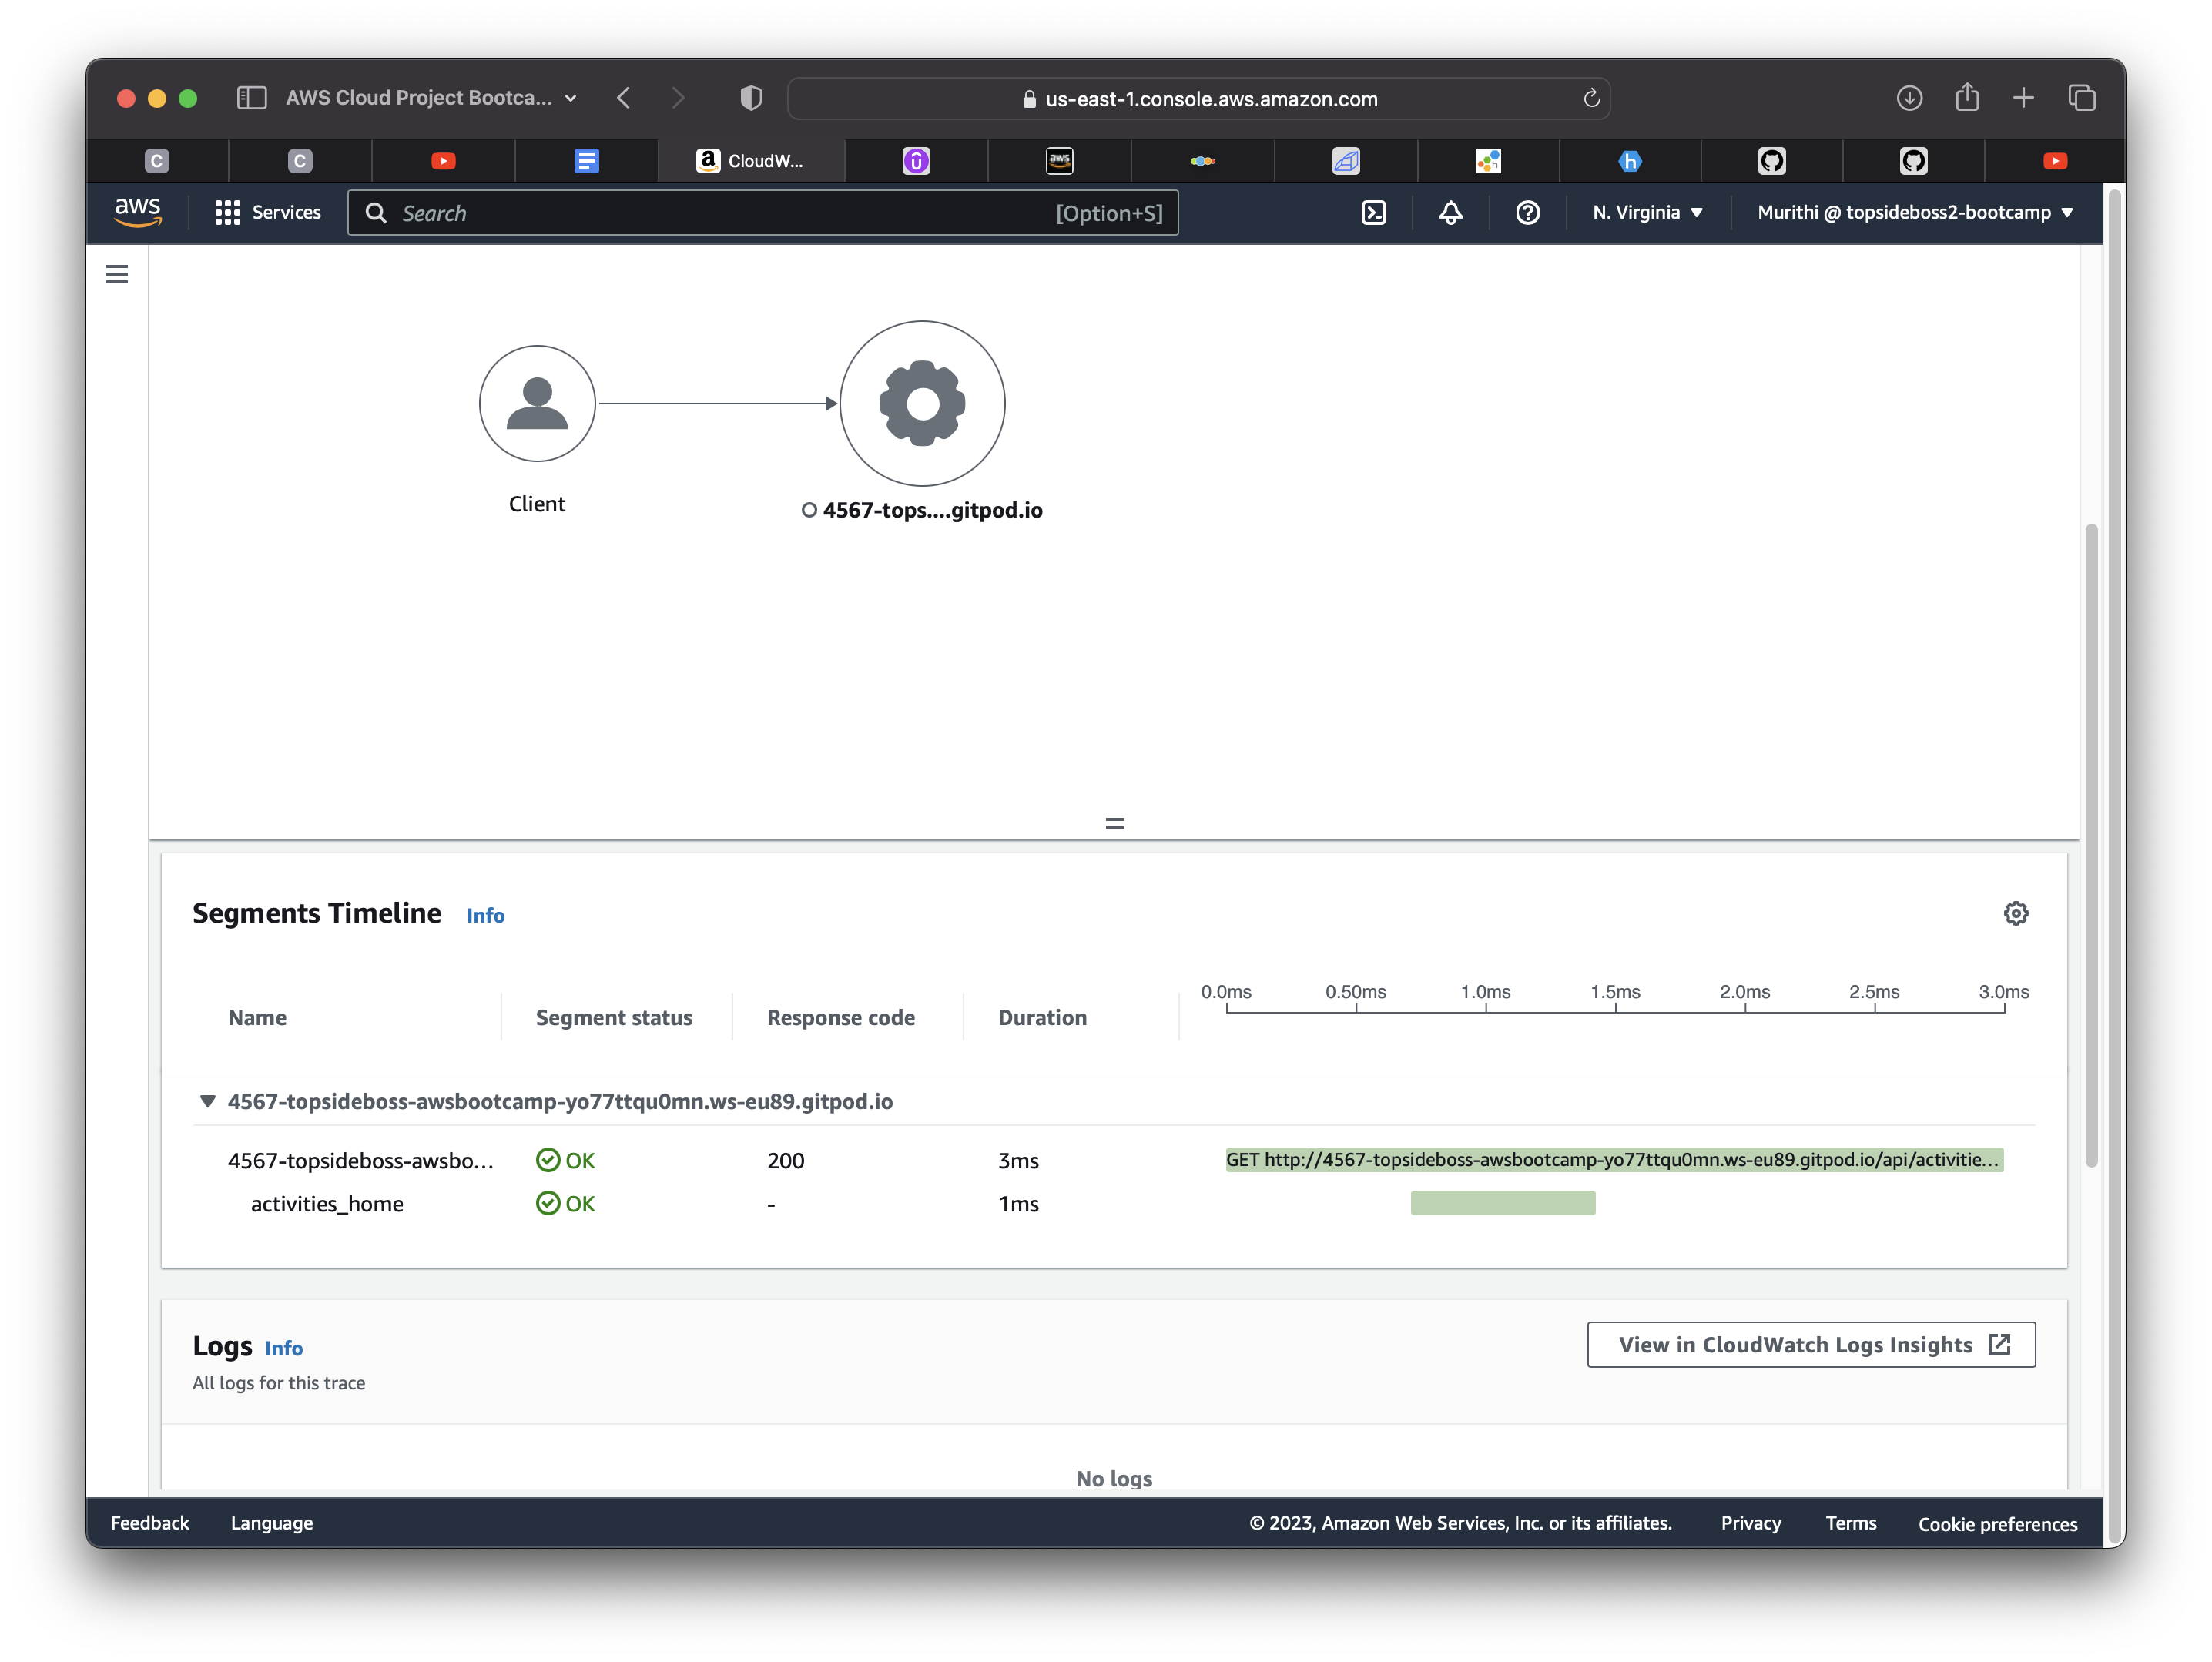 AWS Cloud Project Bootca...
us-east-1.console.aws.amazon.com
C
C
a CloudW...
û
aws
h
h
aws
Services
Search
[Option+S]
N. Virginia
Murithi @ topsideboss2-bootcamp
Client
4567-tops....gitpod.io
Segments Timeline
Info
0.0ms 0.50ms 1.0ms 1.5ms 2.0ms 2.5ms 3.0ms
Name Segment status Response code Duration
4567-topsideboss-awsbootcamp-yo77ttqu0mn.ws-eu89.gitpod.io
4567-topsideboss-awsbo... OK 200 3ms GET http://4567-topsideboss-awsbootcamp-yo77ttqu0mn.ws-eu89.gitpod.io/api/activitie...
activities_home OK - 1ms
Logs Info
View in CloudWatch Logs Insights
All logs for this trace
No logs
Feedback Language © 2023, Amazon Web Services, Inc. or its affiliates. Privacy Terms Cookie preferences